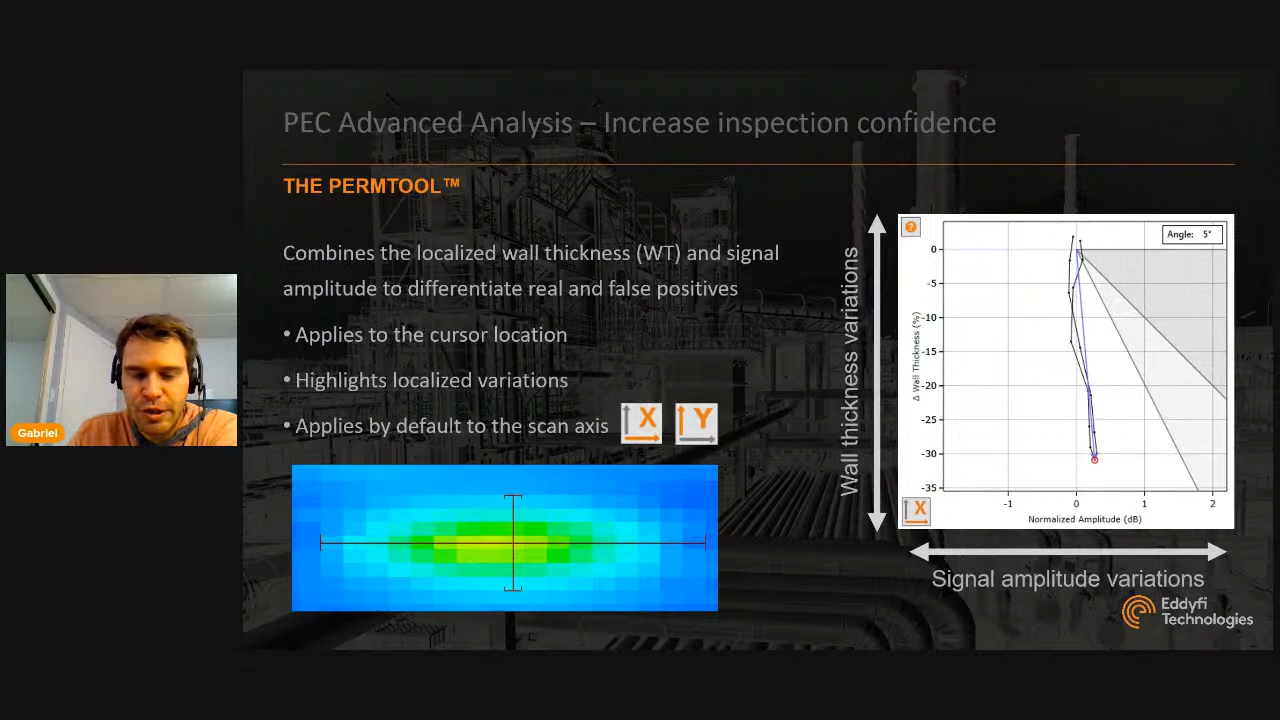 PEC Advanced Analysis – Increase inspection confidence
THE PERMTOOL™
Combines the localized wall thickness (WT) and signal
amplitude to differentiate real and false positives
• Applies to the cursor location
• Highlights localized variations
• Applies by default to the scan axis
X
Y
Gabriel
Wall thickness variations
?
Angle: 5°
Δ Wall Thickness (%)
0
-5
-10
-15
-20
-25
-30
-35
X
-1
0
1
2
Normalized Amplitude (dB)
Signal amplitude variations
Eddyfi
Technologies